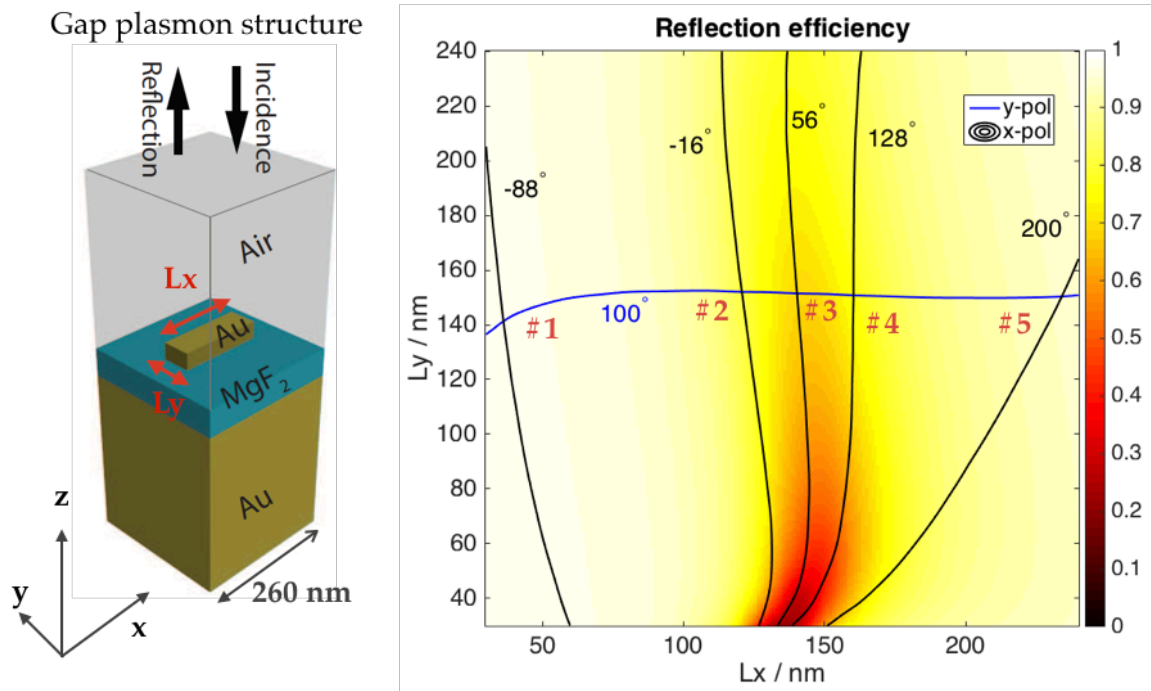 Gap plasmon structure
Reflection
Incidence
Air
Lx
Au
Ly
MgF2
Au
z
y
x
260 nm
Reflection efficiency
y-pol
x-pol
-88°
-16°
56°
128°
200°
100°
#1
#2
#3
#4
#5
Ly / nm
240
220
200
180
160
140
120
100
80
60
40
50
100
150
200
Lx / nm
1
0.9
0.8
0.7
0.6
0.5
0.4
0.3
0.2
0.1
0